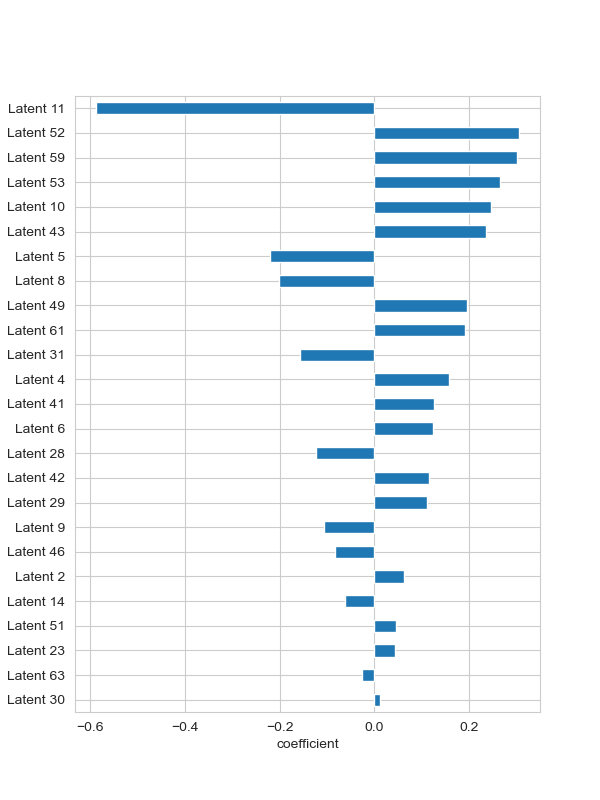 Latent 11
Latent 52
Latent 59
Latent 53
Latent 10
Latent 43
Latent 5
Latent 8
Latent 49
Latent 61
Latent 31
Latent 4
Latent 41
Latent 6
Latent 28
Latent 42
Latent 29
Latent 9
Latent 46
Latent 2
Latent 14
Latent 51
Latent 23
Latent 63
Latent 30
−0.6 −0.4 −0.2 0.0 0.2
coefficient